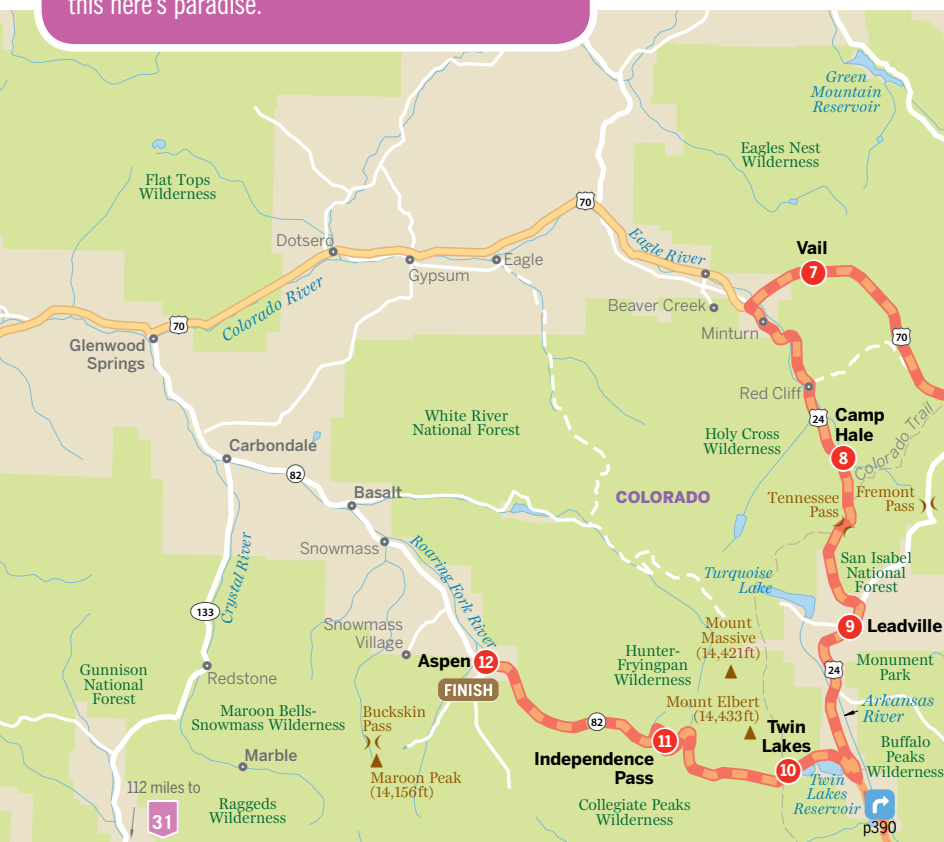 this here's paradise.
Green
Mountain
Reservoir
Eagles Nest
Wilderness
Flat Tops
Wilderness
70
Dotsero
Eagle River
Vail
7
Gypsum
Eagle
Colorado River
Beaver Creek
70
Minturn
70
Glenwood
Springs
Red Cliff
White River
National Forest
24
Camp
Hale
8
Holy Cross
Wilderness
Colorado Trail
Carbondale
82
Basalt
COLORADO
Tennessee
Pass
Fremont
Pass
Snowmass
Roaring Fork River
San Isabel
National
Forest
Turquoise
Lake
Crystal River
133
Snowmass
Village
Mount
Massive
(14,421ft)
9
Leadville
Aspen
12
FINISH
Hunter-
Fryingpan
Wilderness
24
Monument
Park
Gunnison
National
Forest
Redstone
Maroon Bells-
Snowmass Wilderness
Buckskin
Pass
82
Mount Elbert
(14,433ft)
Arkansas
River
11
Independence
Pass
Twin
Lakes
10
Buffalo
Peaks
Wilderness
Marble
Maroon Peak
(14,156ft)
Twin
Lakes
Reservoir
112 miles to
31
Raggeds
Wilderness
Collegiate Peaks
Wilderness
p390